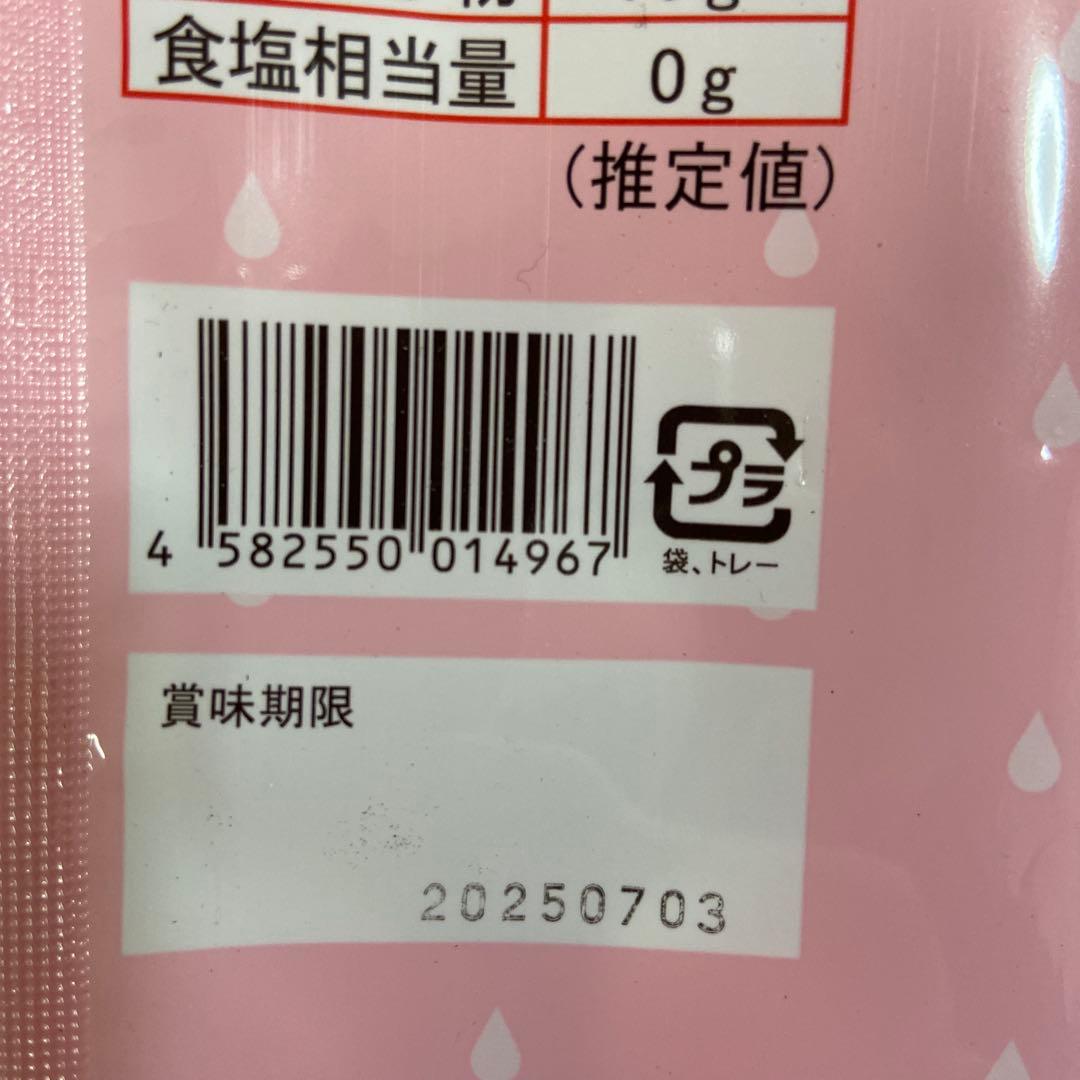 食塩相当量 0g
(推定値)
プラ
4 582550 014967
袋、トレー
賞味期限
20250703